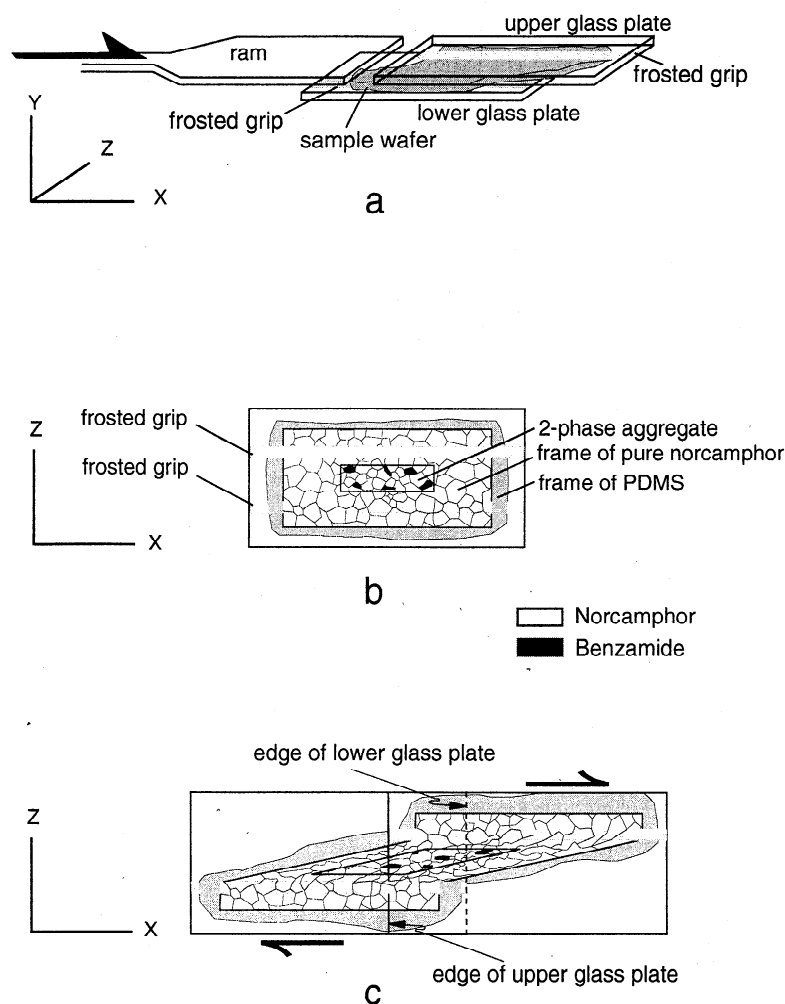 upper glass plate
ram
frosted grip
frosted grip
lower glass plate
sample wafer
Y
Z
X
a
frosted grip
Z
2-phase aggregate
frame of pure norcamphor
frosted grip
frame of PDMS
X
b
Norcamphor
Benzamide
edge of lower glass plate
Z
X
edge of upper glass plate
c